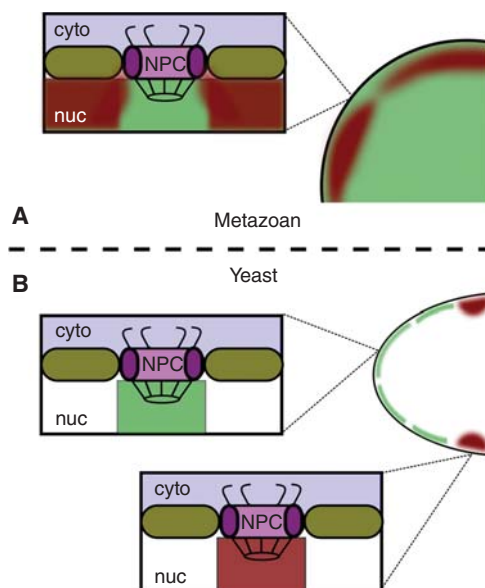 cyto
NPC
nuc
A
Metazoan
Yeast
B
cyto
NPC
nuc
cyto
NPC
nuc